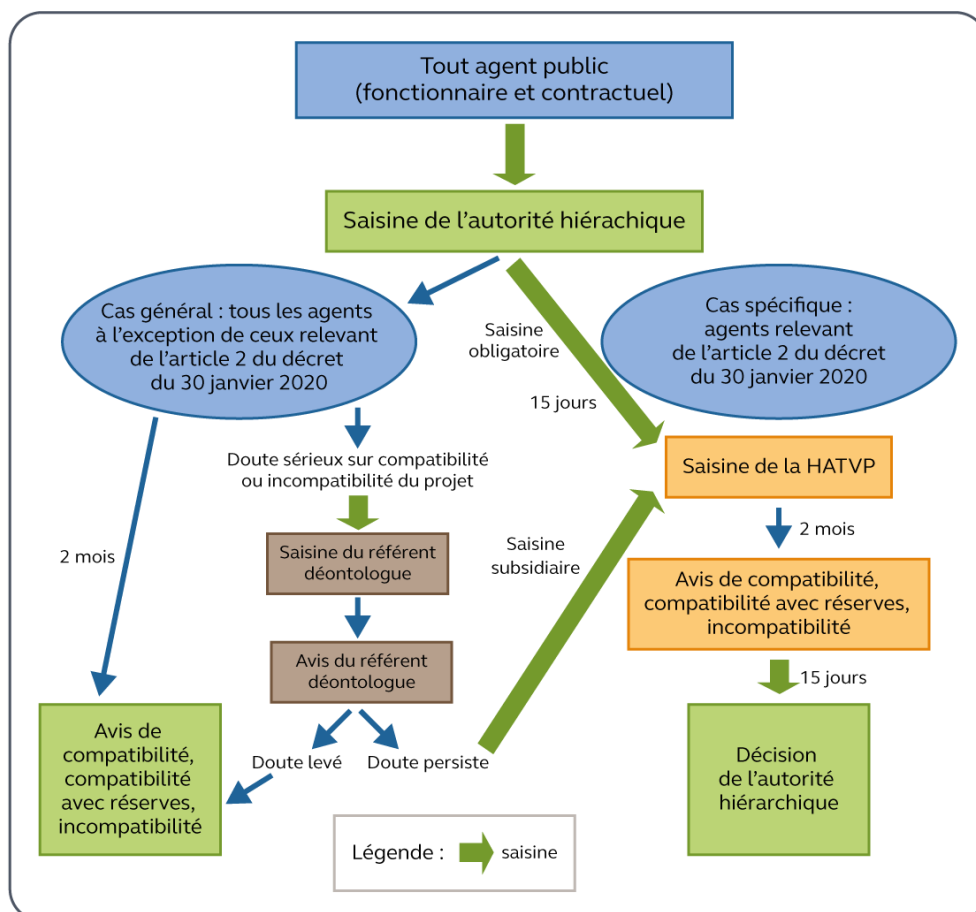 Tout agent public
(fonctionnaire et contractuel)
Saisine de l'autorité hiérachique
Cas général : tous les agents
à l'exception de ceux relevant
de l'article 2 du décret
du 30 janvier 2020
Saisine
obligatoire
15 jours
Cas spécifique :
agents relevant
de l'article 2 du décret
du 30 janvier 2020
Doute sérieux sur compatibilité
ou incompatibilité du projet
Saisine de la HATVP
2 mois
Saisine du référent
déontologue
Saisine
subsidiaire
2 mois
Avis de compatibilité,
compatibilité avec réserves,
incompatibilité
Avis du référent
déontologue
15 jours
Avis de
compatibilité,
compatibilité
avec réserves,
incompatibilité
Doute levé
Doute persiste
Décision
de l'autorité
hiérarchique
Légende :
saisine